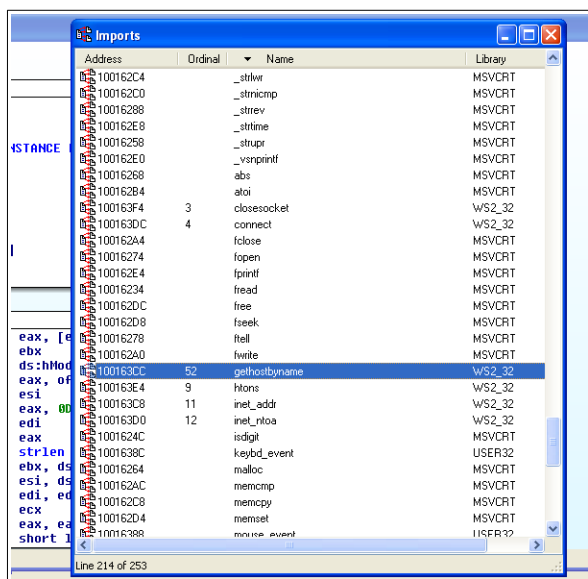 Imports
Address Ordinal Name Library
100162C4 _strlwr MSVCRT
100162C0 _strnicmp MSVCRT
10016288 _strrev MSVCRT
100162E8 _strtime MSVCRT
10016258 _strupr MSVCRT
100162E0 _vsnprintf MSVCRT
10016268 abs MSVCRT
100162B4 atoi MSVCRT
100163F4 3 closesocket WS2_32
100163DC 4 connect WS2_32
100162A4 fclose MSVCRT
10016274 fopen MSVCRT
100162E4 fprintf MSVCRT
10016234 fread MSVCRT
100162DC free MSVCRT
100162D8 fseek MSVCRT
10016278 ftell MSVCRT
100162A0 fwrite MSVCRT
100163CC 52 gethostbyname WS2_32
100163E4 9 htons WS2_32
100163C8 11 inet_addr WS2_32
100163D0 12 inet_ntoa WS2_32
1001624C isdigit MSVCRT
1001638C keybd_event USER32
10016264 malloc MSVCRT
100162AC memcmp MSVCRT
100162C8 memcpy MSVCRT
100162D4 memset MSVCRT
10016388 mouse_event USER32
Line 214 of 253
eax, [e
ebx
ds:hMod
eax, of
esi
eax, 0D
edi
eax
strlen
ebx, ds
esi, ds
edi, ed
ecx
eax, ea
short l